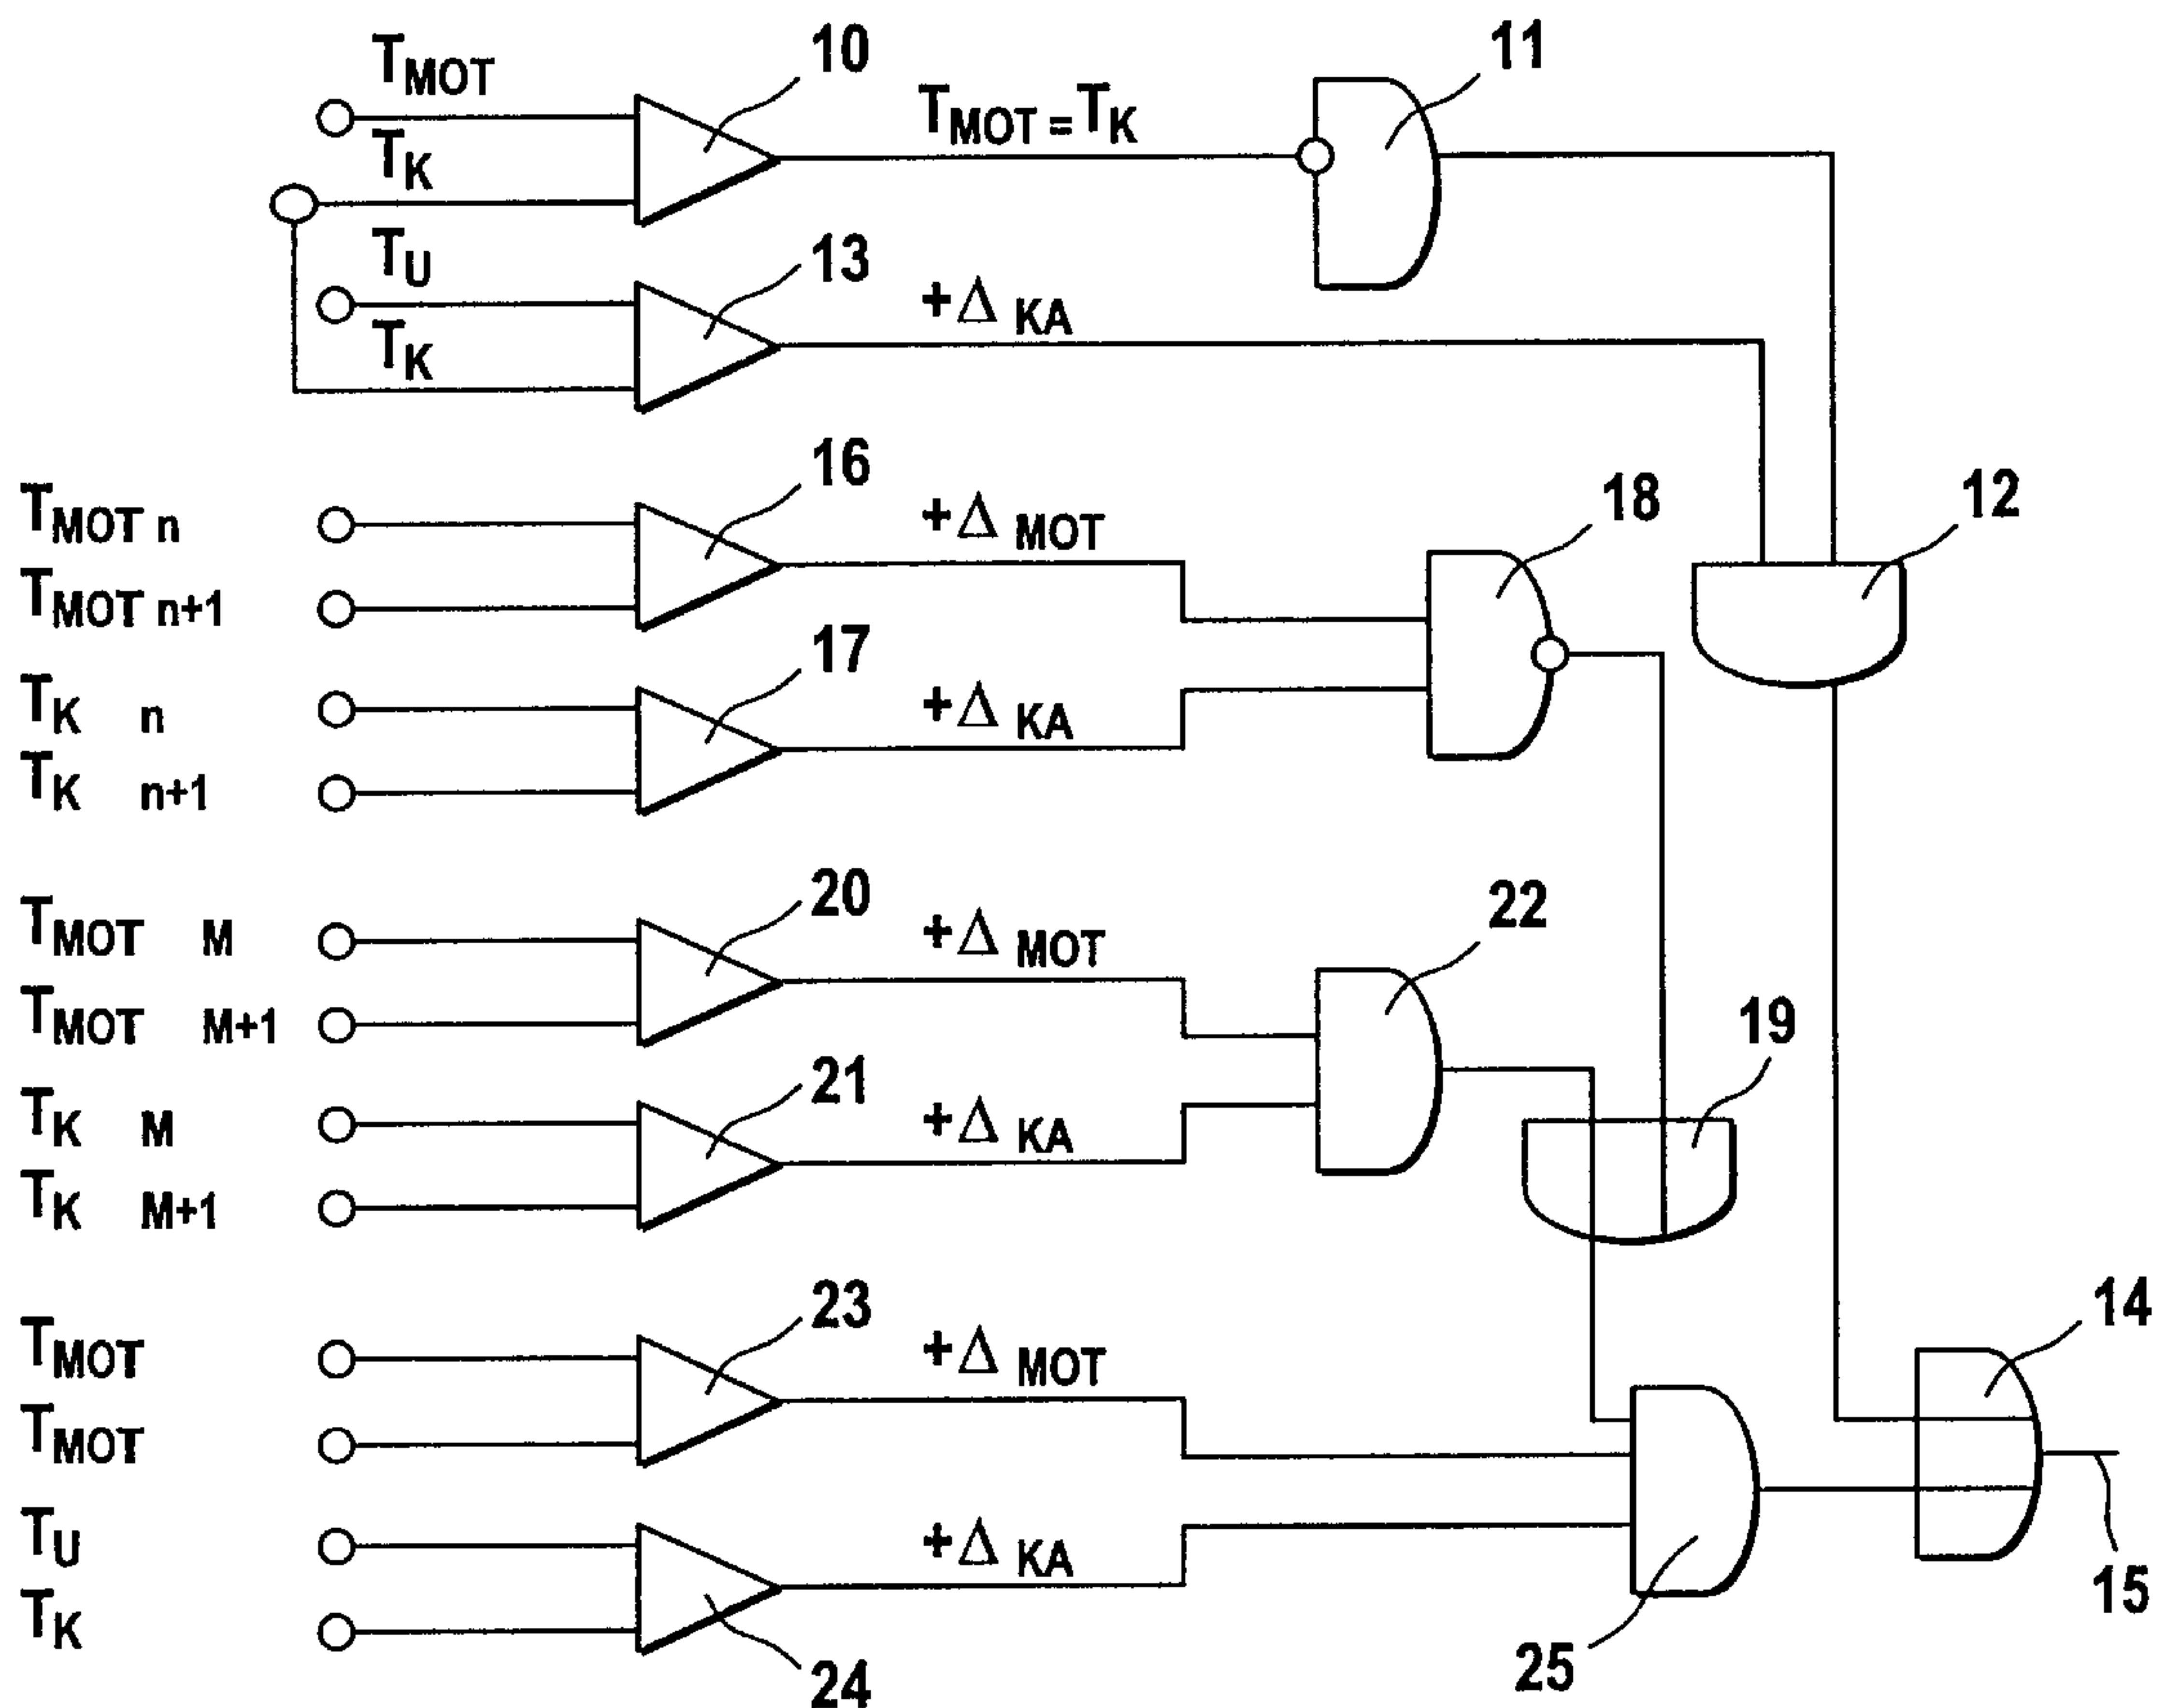 T_MOT
10
T_MOT = T_K
11
T_K
T_U
13
+Δ KA
T_K
T_MOT n
16
+Δ MOT
18
12
T_MOT n+1
T_K n
17
+Δ KA
T_K n+1
T_MOT M
20
+Δ MOT
22
T_MOT M+1
19
T_K M
21
+Δ KA
T_K M+1
T_MOT
23
+Δ MOT
14
T_MOT
T_U
+Δ KA
15
T_K
24
25